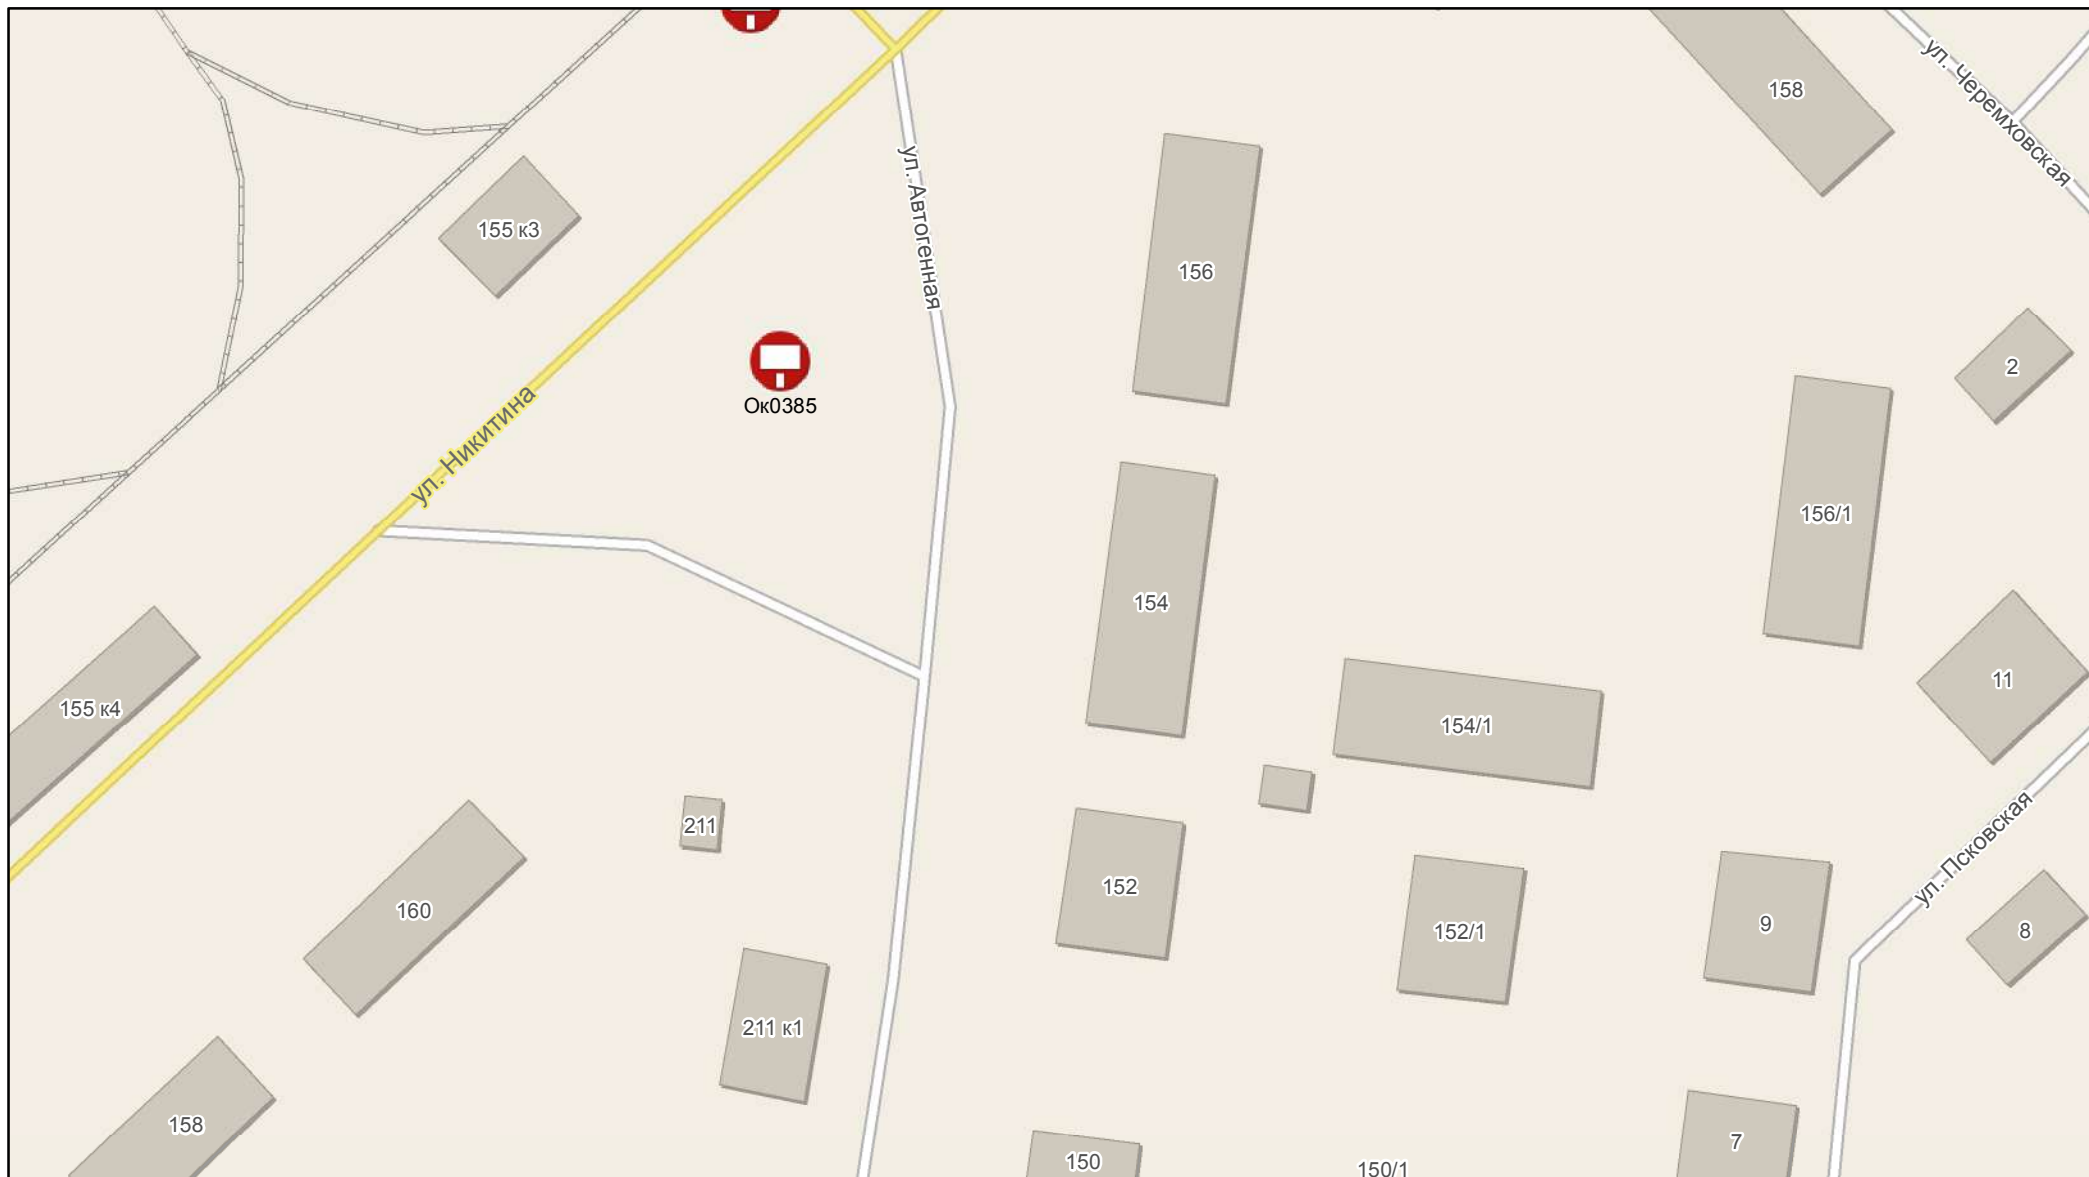 158
ул. Черемховская
ул. Автогенная
155 к3
156
Ок0385
2
ул. Никитина
156/1
154
11
155 к4
154/1
211
ул. Псковская
152
160
152/1
9
8
211 к1
158
150
7
150/1